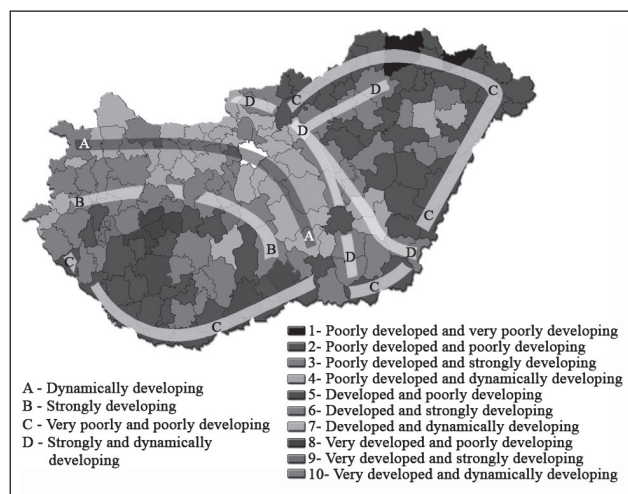 D
C
D
C
A
D
B
A
B
D
D
C
C
C
C
1- Poorly developed and very poorly developing
2- Poorly developed and poorly developing
3- Poorly developed and strongly developing
4- Poorly developed and dynamically developing
5- Developed and poorly developing
6- Developed and strongly developing
7- Developed and dynamically developing
8- Very developed and poorly developing
9- Very developed and strongly developing
10- Very developed and dynamically developing
A - Dynamically developing
B - Strongly developing
C - Very poorly and poorly developing
D - Strongly and dynamically
developing